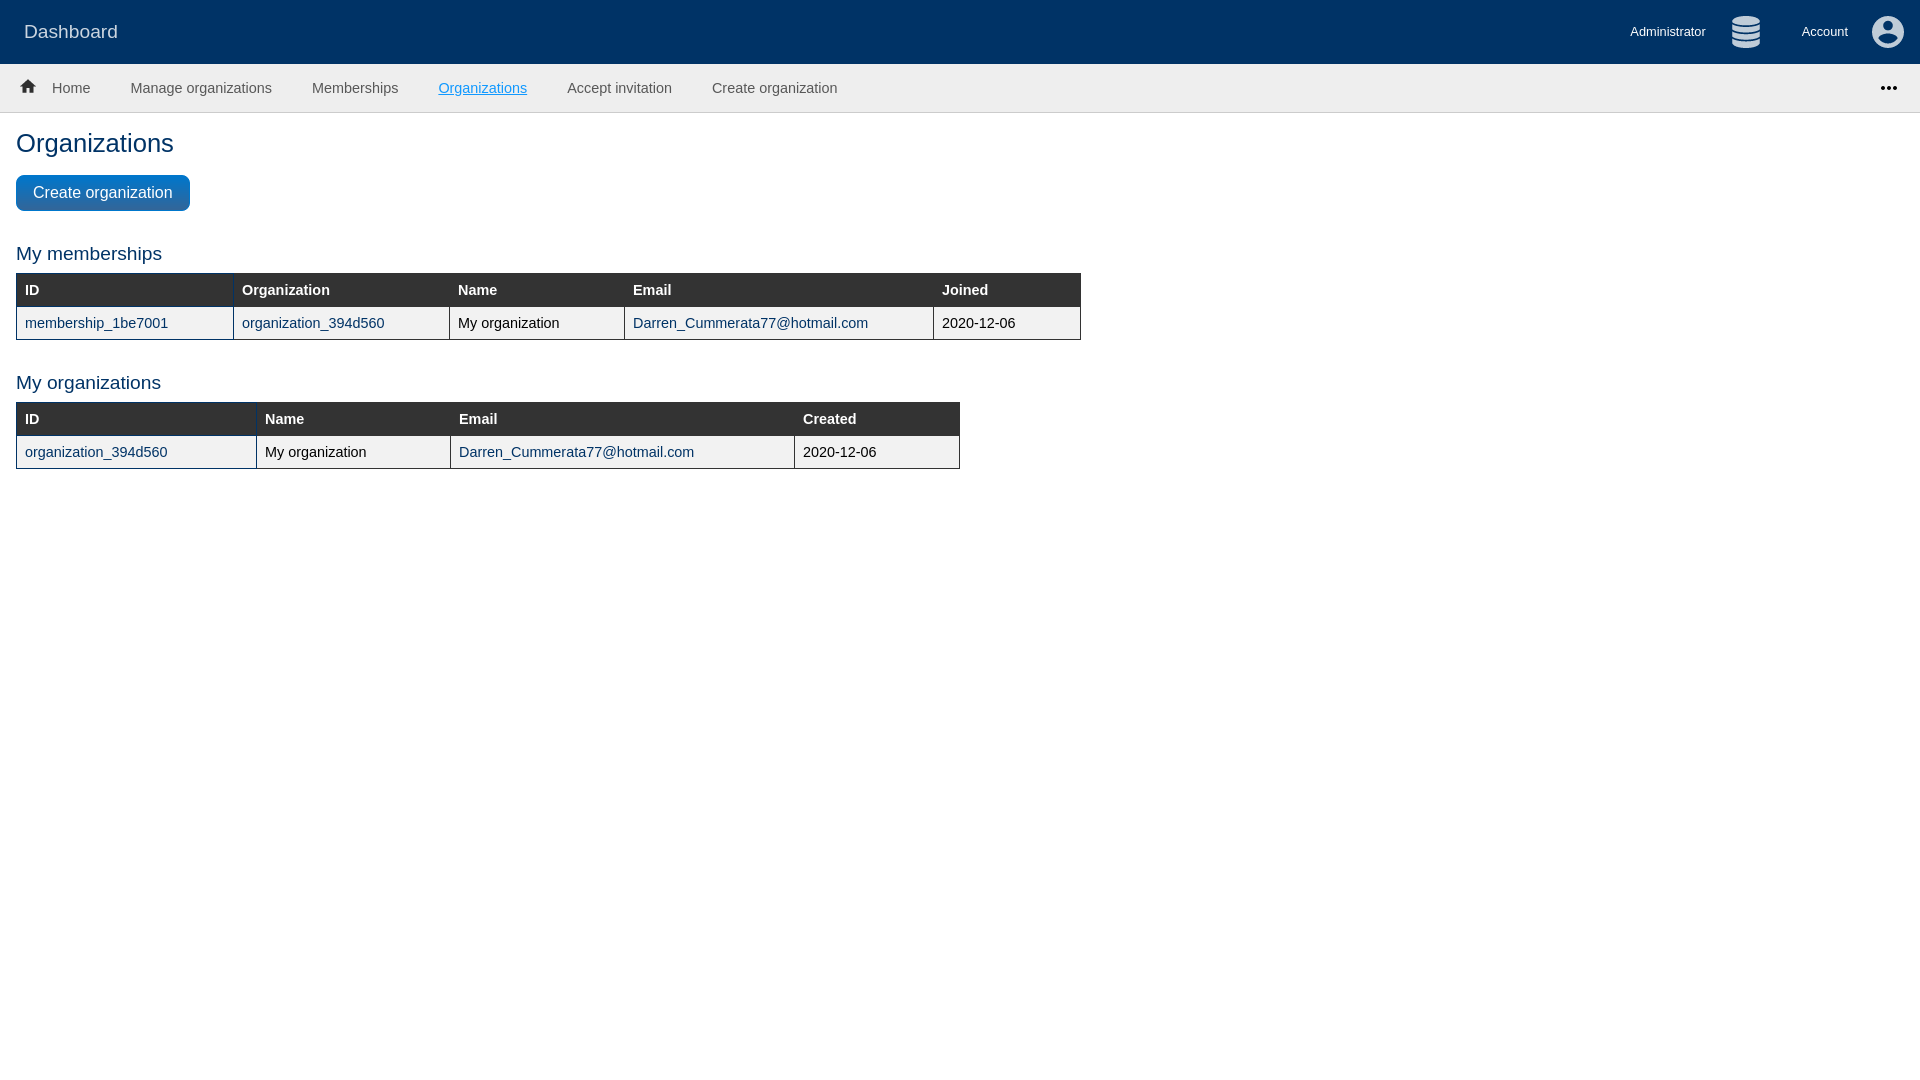 Dashboard
Administrator
Account
Home Manage organizations Memberships Organizations Accept invitation Create organization
Organizations
Create organization
My memberships
ID Organization Name Email Joined
membership_1be7001 organization_394d560 My organization Darren_Cummerata77@hotmail.com 2020-12-06
My organizations
ID Name Email Created
organization_394d560 My organization Darren_Cummerata77@hotmail.com 2020-12-06